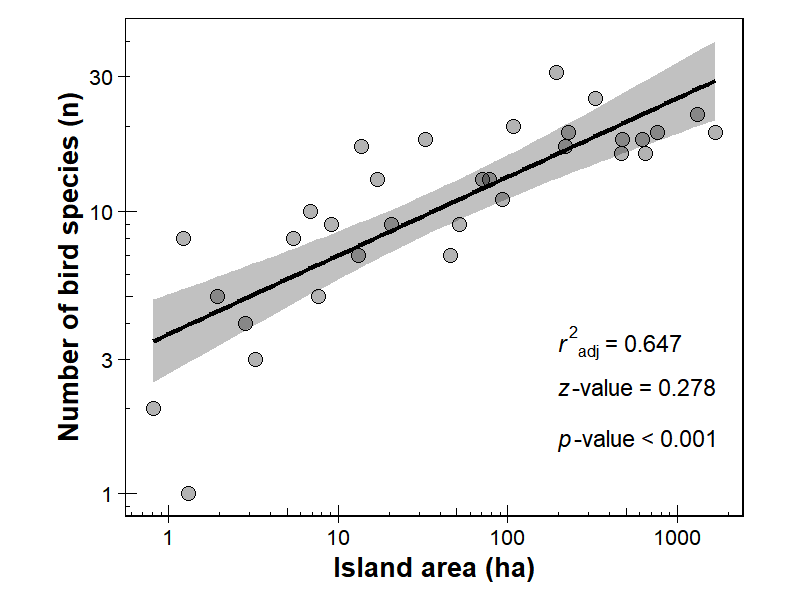 Number of bird species (n)
30
10
3
1
r²adj = 0.647
z-value = 0.278
p-value < 0.001
1 10 100 1000
Island area (ha)